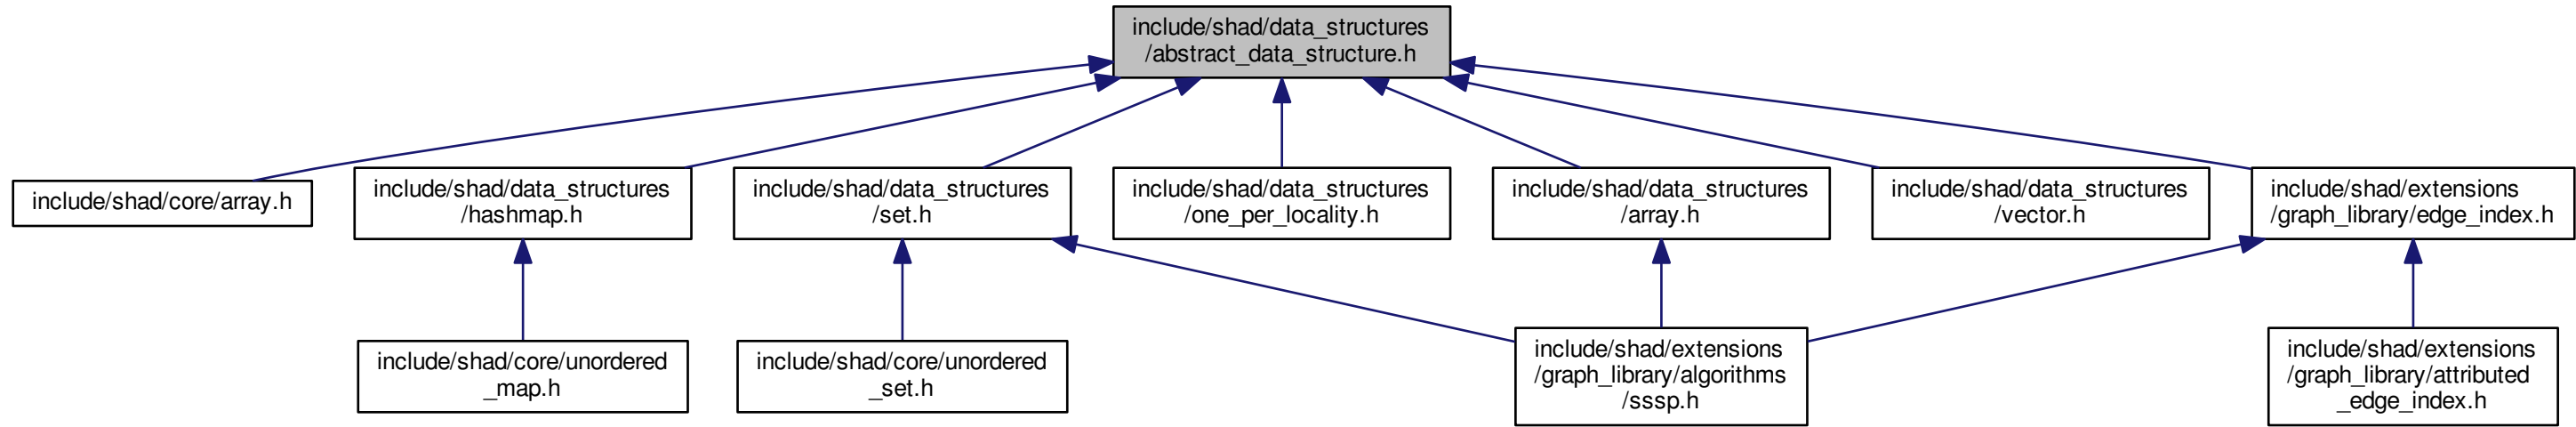 include/shad/data_structures
/abstract_data_structure.h
include/shad/core/array.h
include/shad/data_structures
/hashmap.h
include/shad/data_structures
/set.h
include/shad/data_structures
/one_per_locality.h
include/shad/data_structures
/array.h
include/shad/data_structures
/vector.h
include/shad/extensions
/graph_library/edge_index.h
include/shad/core/unordered
_map.h
include/shad/core/unordered
_set.h
include/shad/extensions
/graph_library/algorithms
/sssp.h
include/shad/extensions
/graph_library/attributed
_edge_index.h